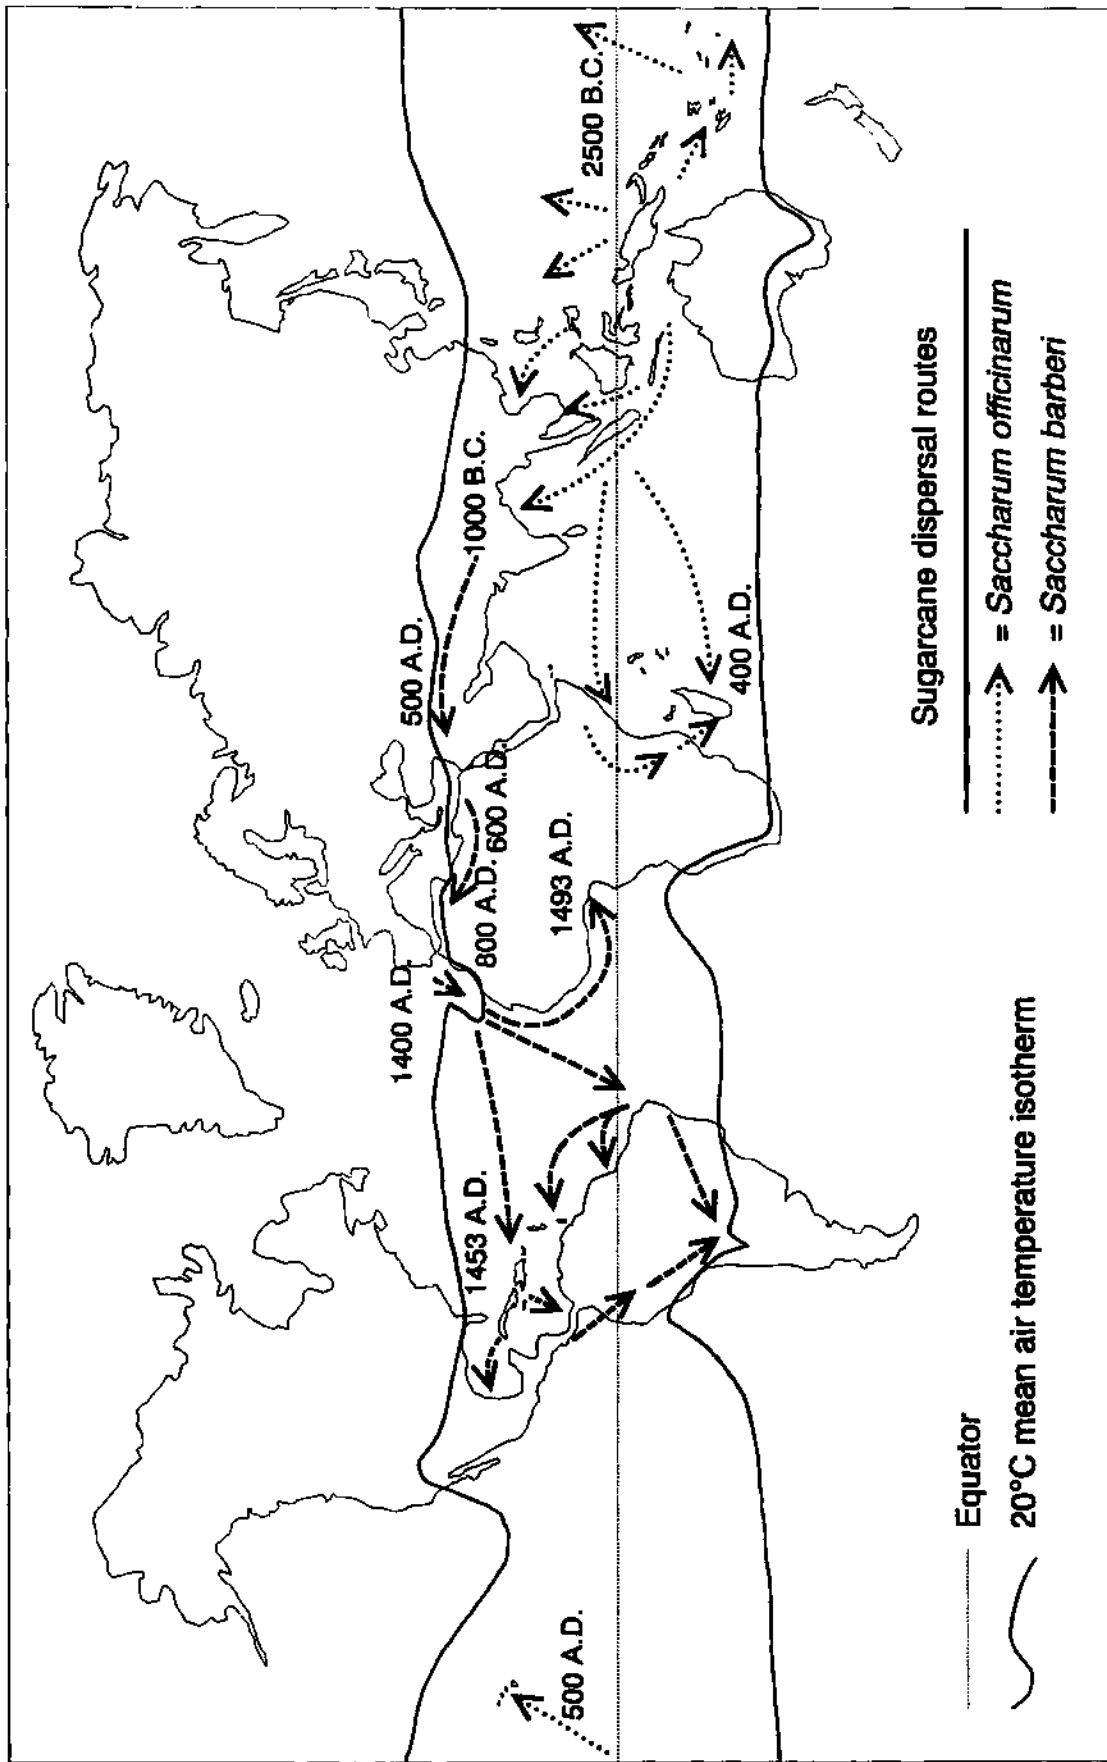 500 A.D.
1453 A.D.
1400 A.D.
800 A.D.
1493 A.D.
600 A.D.
500 A.D.
1000 B.C.
400 A.D.
2500 B.C.
Equator
20°C mean air temperature isotherm
Sugarcane dispersal routes
= Saccharum officinarum
= Saccharum barberi